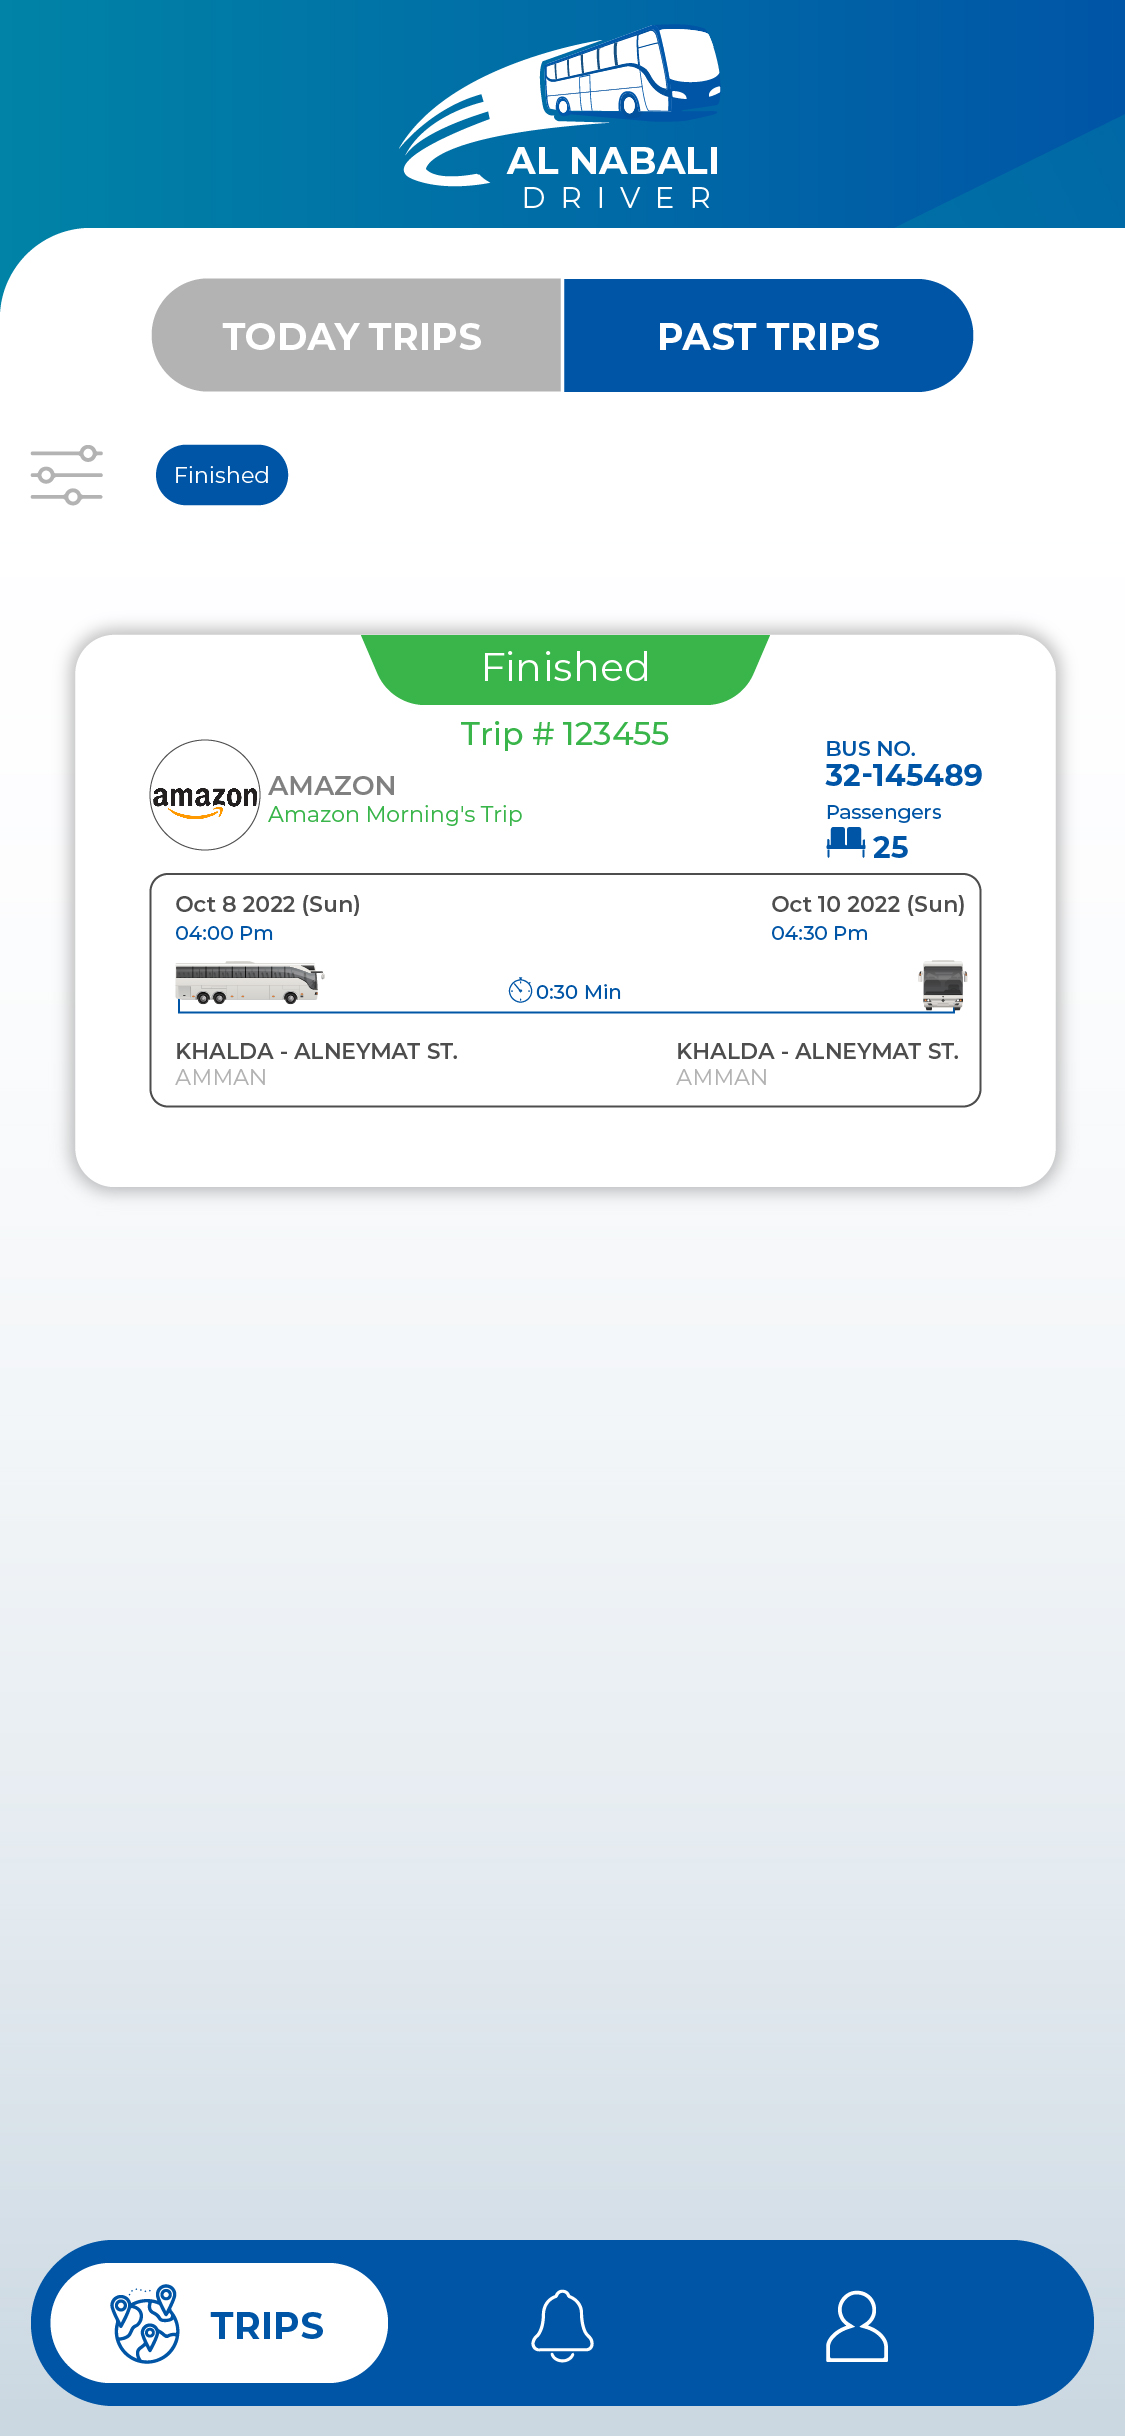 AL NABALI
DRIVER
TODAY TRIPS
PAST TRIPS
Finished
Finished
Trip # 123455
amazon
AMAZON
Amazon Morning's Trip
BUS NO.
32-145489
Passengers
25
Oct 8 2022 (Sun)
04:00 Pm
Oct 10 2022 (Sun)
04:30 Pm
0:30 Min
KHALDA - ALNEYMAT ST.
AMMAN
KHALDA - ALNEYMAT ST.
AMMAN
TRIPS